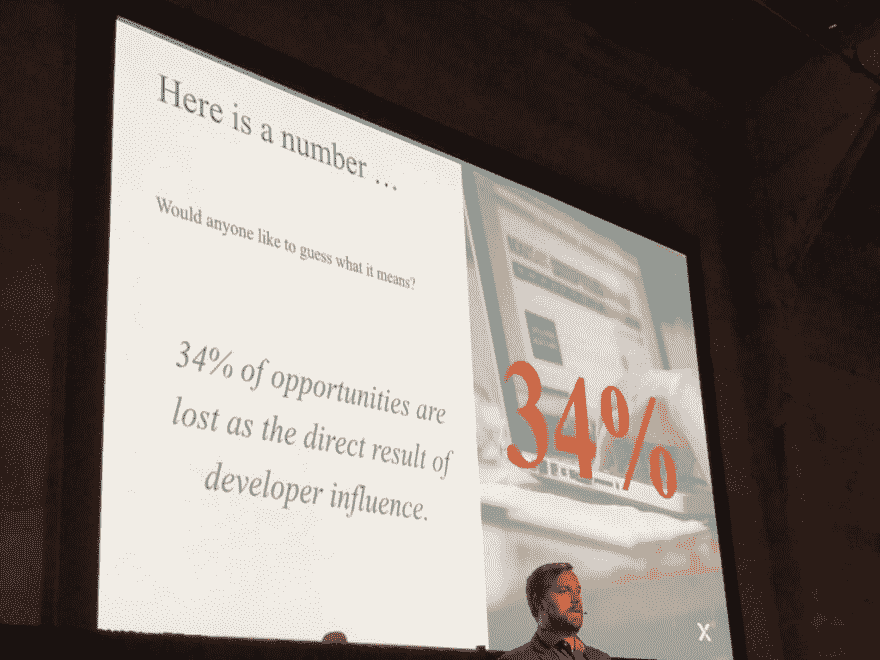 Here is a number ...
Would anyone like to guess what it means?
34% of opportunities are
lost as the direct result of
developer influence.
34%
X